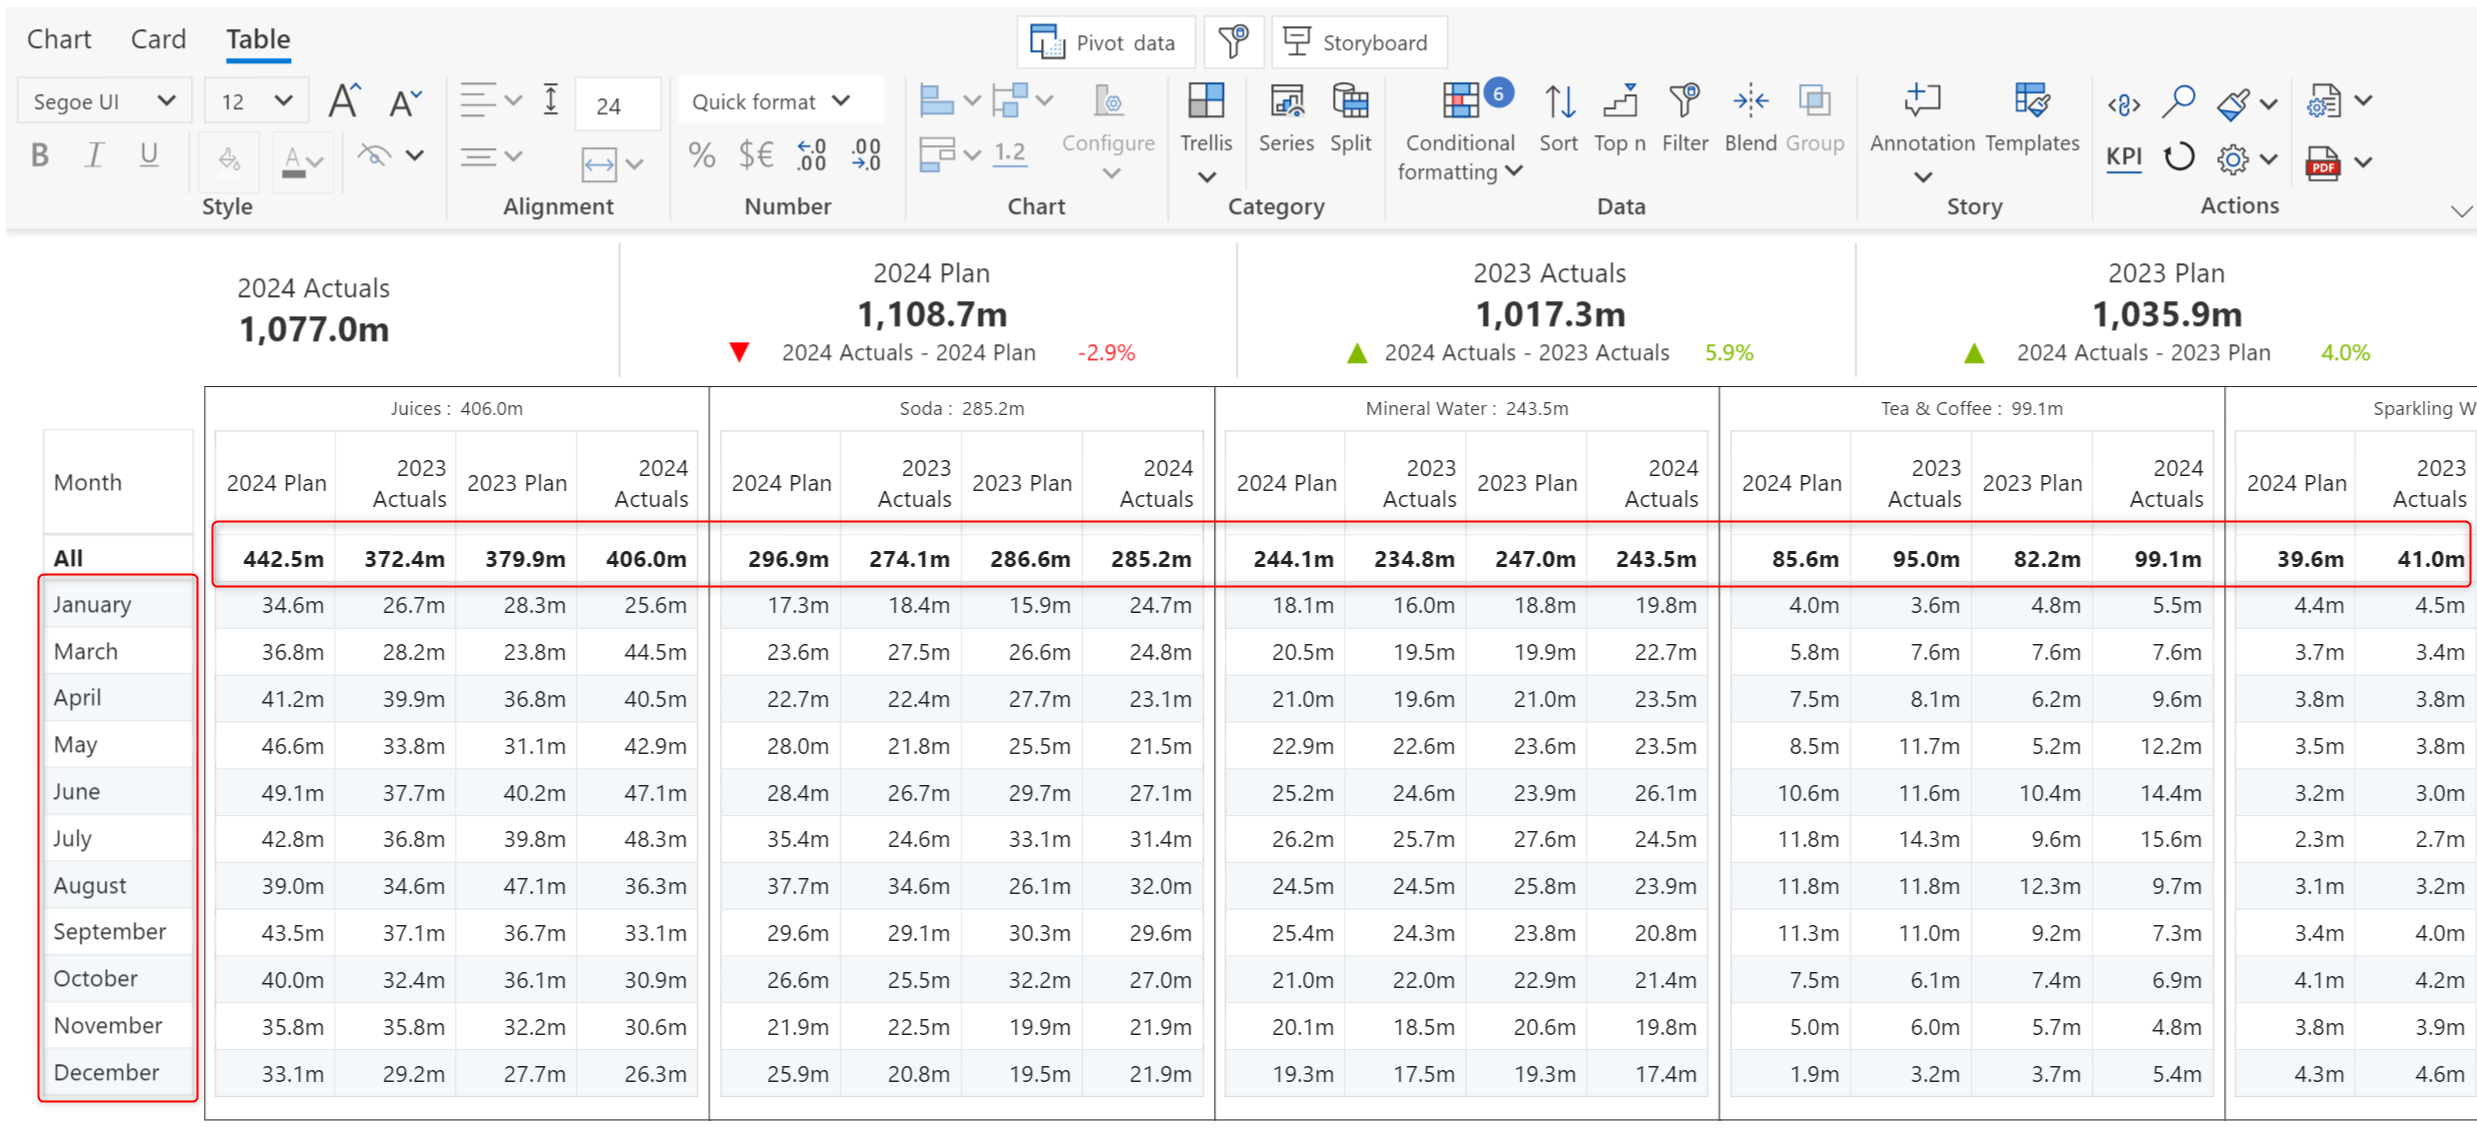 Chart Card Table
Pivot data Storyboard
Segoe UI 12 A A 24 Quick format
B I U A % $€ ←.0 .00 .00 →.0 1.2
Configure Trellis Series Split
Conditional formatting 6 Sort Top n Filter Blend Group
Annotation Templates KPI PDF
Style Alignment Number Chart Category Data Story Actions
2024 Actuals
1,077.0m
2024 Plan
1,108.7m
▼ 2024 Actuals - 2024 Plan -2.9%
2023 Actuals
1,017.3m
▲ 2024 Actuals - 2023 Actuals 5.9%
2023 Plan
1,035.9m
▲ 2024 Actuals - 2023 Plan 4.0%
Juices : 406.0m Soda : 285.2m Mineral Water : 243.5m Tea & Coffee : 99.1m Sparkling W
Month 2024 Plan 2023 Actuals 2023 Plan 2024 Actuals 2024 Plan 2023 Actuals 2023 Plan 2024 Actuals 2024 Plan 2023 Actuals 2023 Plan 2024 Actuals 2024 Plan 2023 Actuals 2023 Plan 2024 Actuals 2024 Plan 2023 Actuals
All 442.5m 372.4m 379.9m 406.0m 296.9m 274.1m 286.6m 285.2m 244.1m 234.8m 247.0m 243.5m 85.6m 95.0m 82.2m 99.1m 39.6m 41.0m
January 34.6m 26.7m 28.3m 25.6m 17.3m 18.4m 15.9m 24.7m 18.1m 16.0m 18.8m 19.8m 4.0m 3.6m 4.8m 5.5m 4.4m 4.5m
March 36.8m 28.2m 23.8m 44.5m 23.6m 27.5m 26.6m 24.8m 20.5m 19.5m 19.9m 22.7m 5.8m 7.6m 7.6m 7.6m 3.7m 3.4m
April 41.2m 39.9m 36.8m 40.5m 22.7m 22.4m 27.7m 23.1m 21.0m 19.6m 21.0m 23.5m 7.5m 8.1m 6.2m 9.6m 3.8m 3.8m
May 46.6m 33.8m 31.1m 42.9m 28.0m 21.8m 25.5m 21.5m 22.9m 22.6m 23.6m 23.5m 8.5m 11.7m 5.2m 12.2m 3.5m 3.8m
June 49.1m 37.7m 40.2m 47.1m 28.4m 26.7m 29.7m 27.1m 25.2m 24.6m 23.9m 26.1m 10.6m 11.6m 10.4m 14.4m 3.2m 3.0m
July 42.8m 36.8m 39.8m 48.3m 35.4m 24.6m 33.1m 31.4m 26.2m 25.7m 27.6m 24.5m 11.8m 14.3m 9.6m 15.6m 2.3m 2.7m
August 39.0m 34.6m 47.1m 36.3m 37.7m 34.6m 26.1m 32.0m 24.5m 24.5m 25.8m 23.9m 11.8m 11.8m 12.3m 9.7m 3.1m 3.2m
September 43.5m 37.1m 36.7m 33.1m 29.6m 29.1m 30.3m 29.6m 25.4m 24.3m 23.8m 20.8m 11.3m 11.0m 9.2m 7.3m 3.4m 4.0m
October 40.0m 32.4m 36.1m 30.9m 26.6m 25.5m 32.2m 27.0m 21.0m 22.0m 22.9m 21.4m 7.5m 6.1m 7.4m 6.9m 4.1m 4.2m
November 35.8m 35.8m 32.2m 30.6m 21.9m 22.5m 19.9m 21.9m 20.1m 18.5m 20.6m 19.8m 5.0m 6.0m 5.7m 4.8m 3.8m 3.9m
December 33.1m 29.2m 27.7m 26.3m 25.9m 20.8m 19.5m 21.9m 19.3m 17.5m 19.3m 17.4m 1.9m 3.2m 3.7m 5.4m 4.3m 4.6m